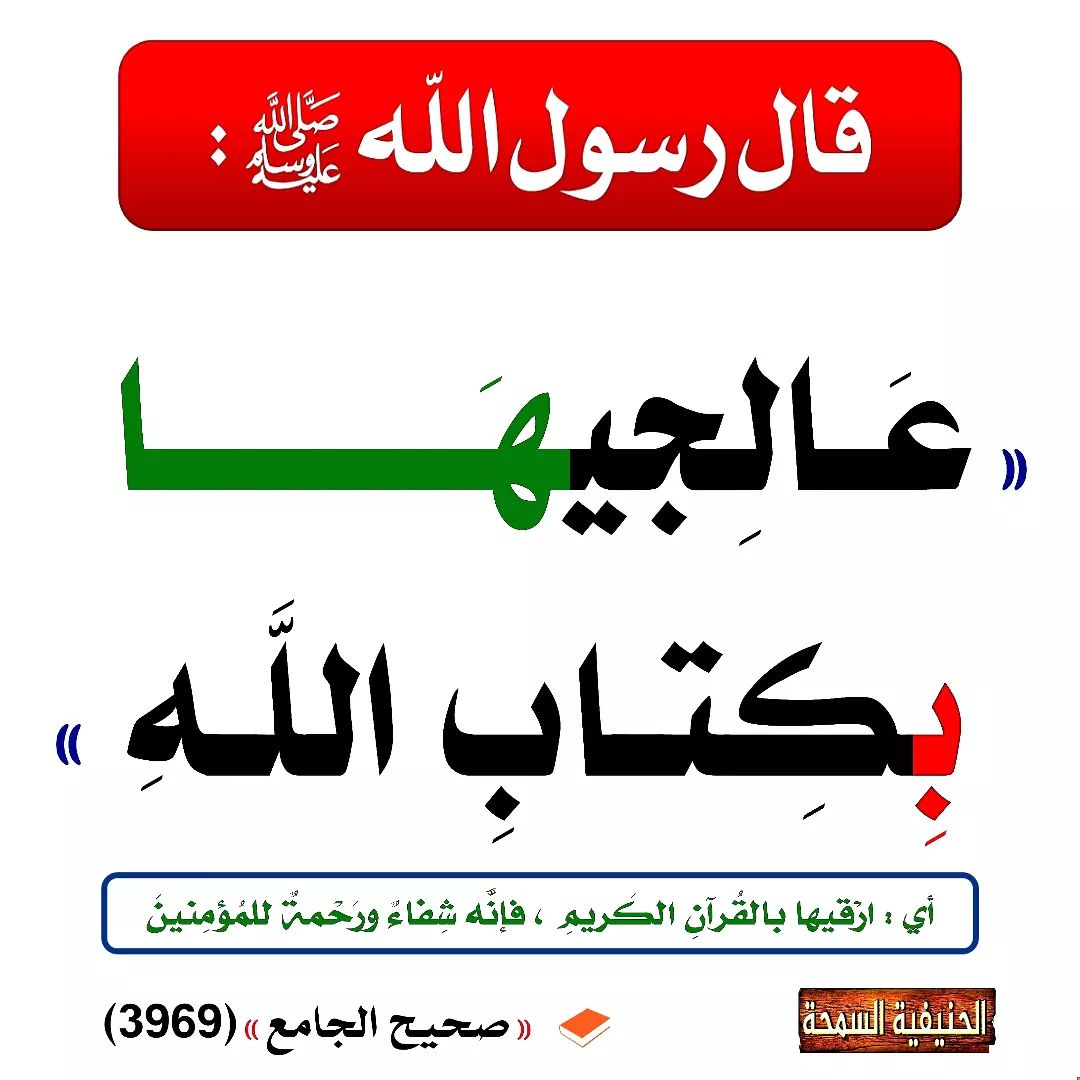 قال رسول الله ﷺ :
« عَالِجيهَا
بِكِتابِ اللَّهِ »
أي : ارْقيها بالقُرآنِ الكَريمِ ، فإنَّه شِفاءٌ ورَحْمةٌ للمُؤمِنينَ
« صحيح الجامع » (3969)
الحنيفية السمحة